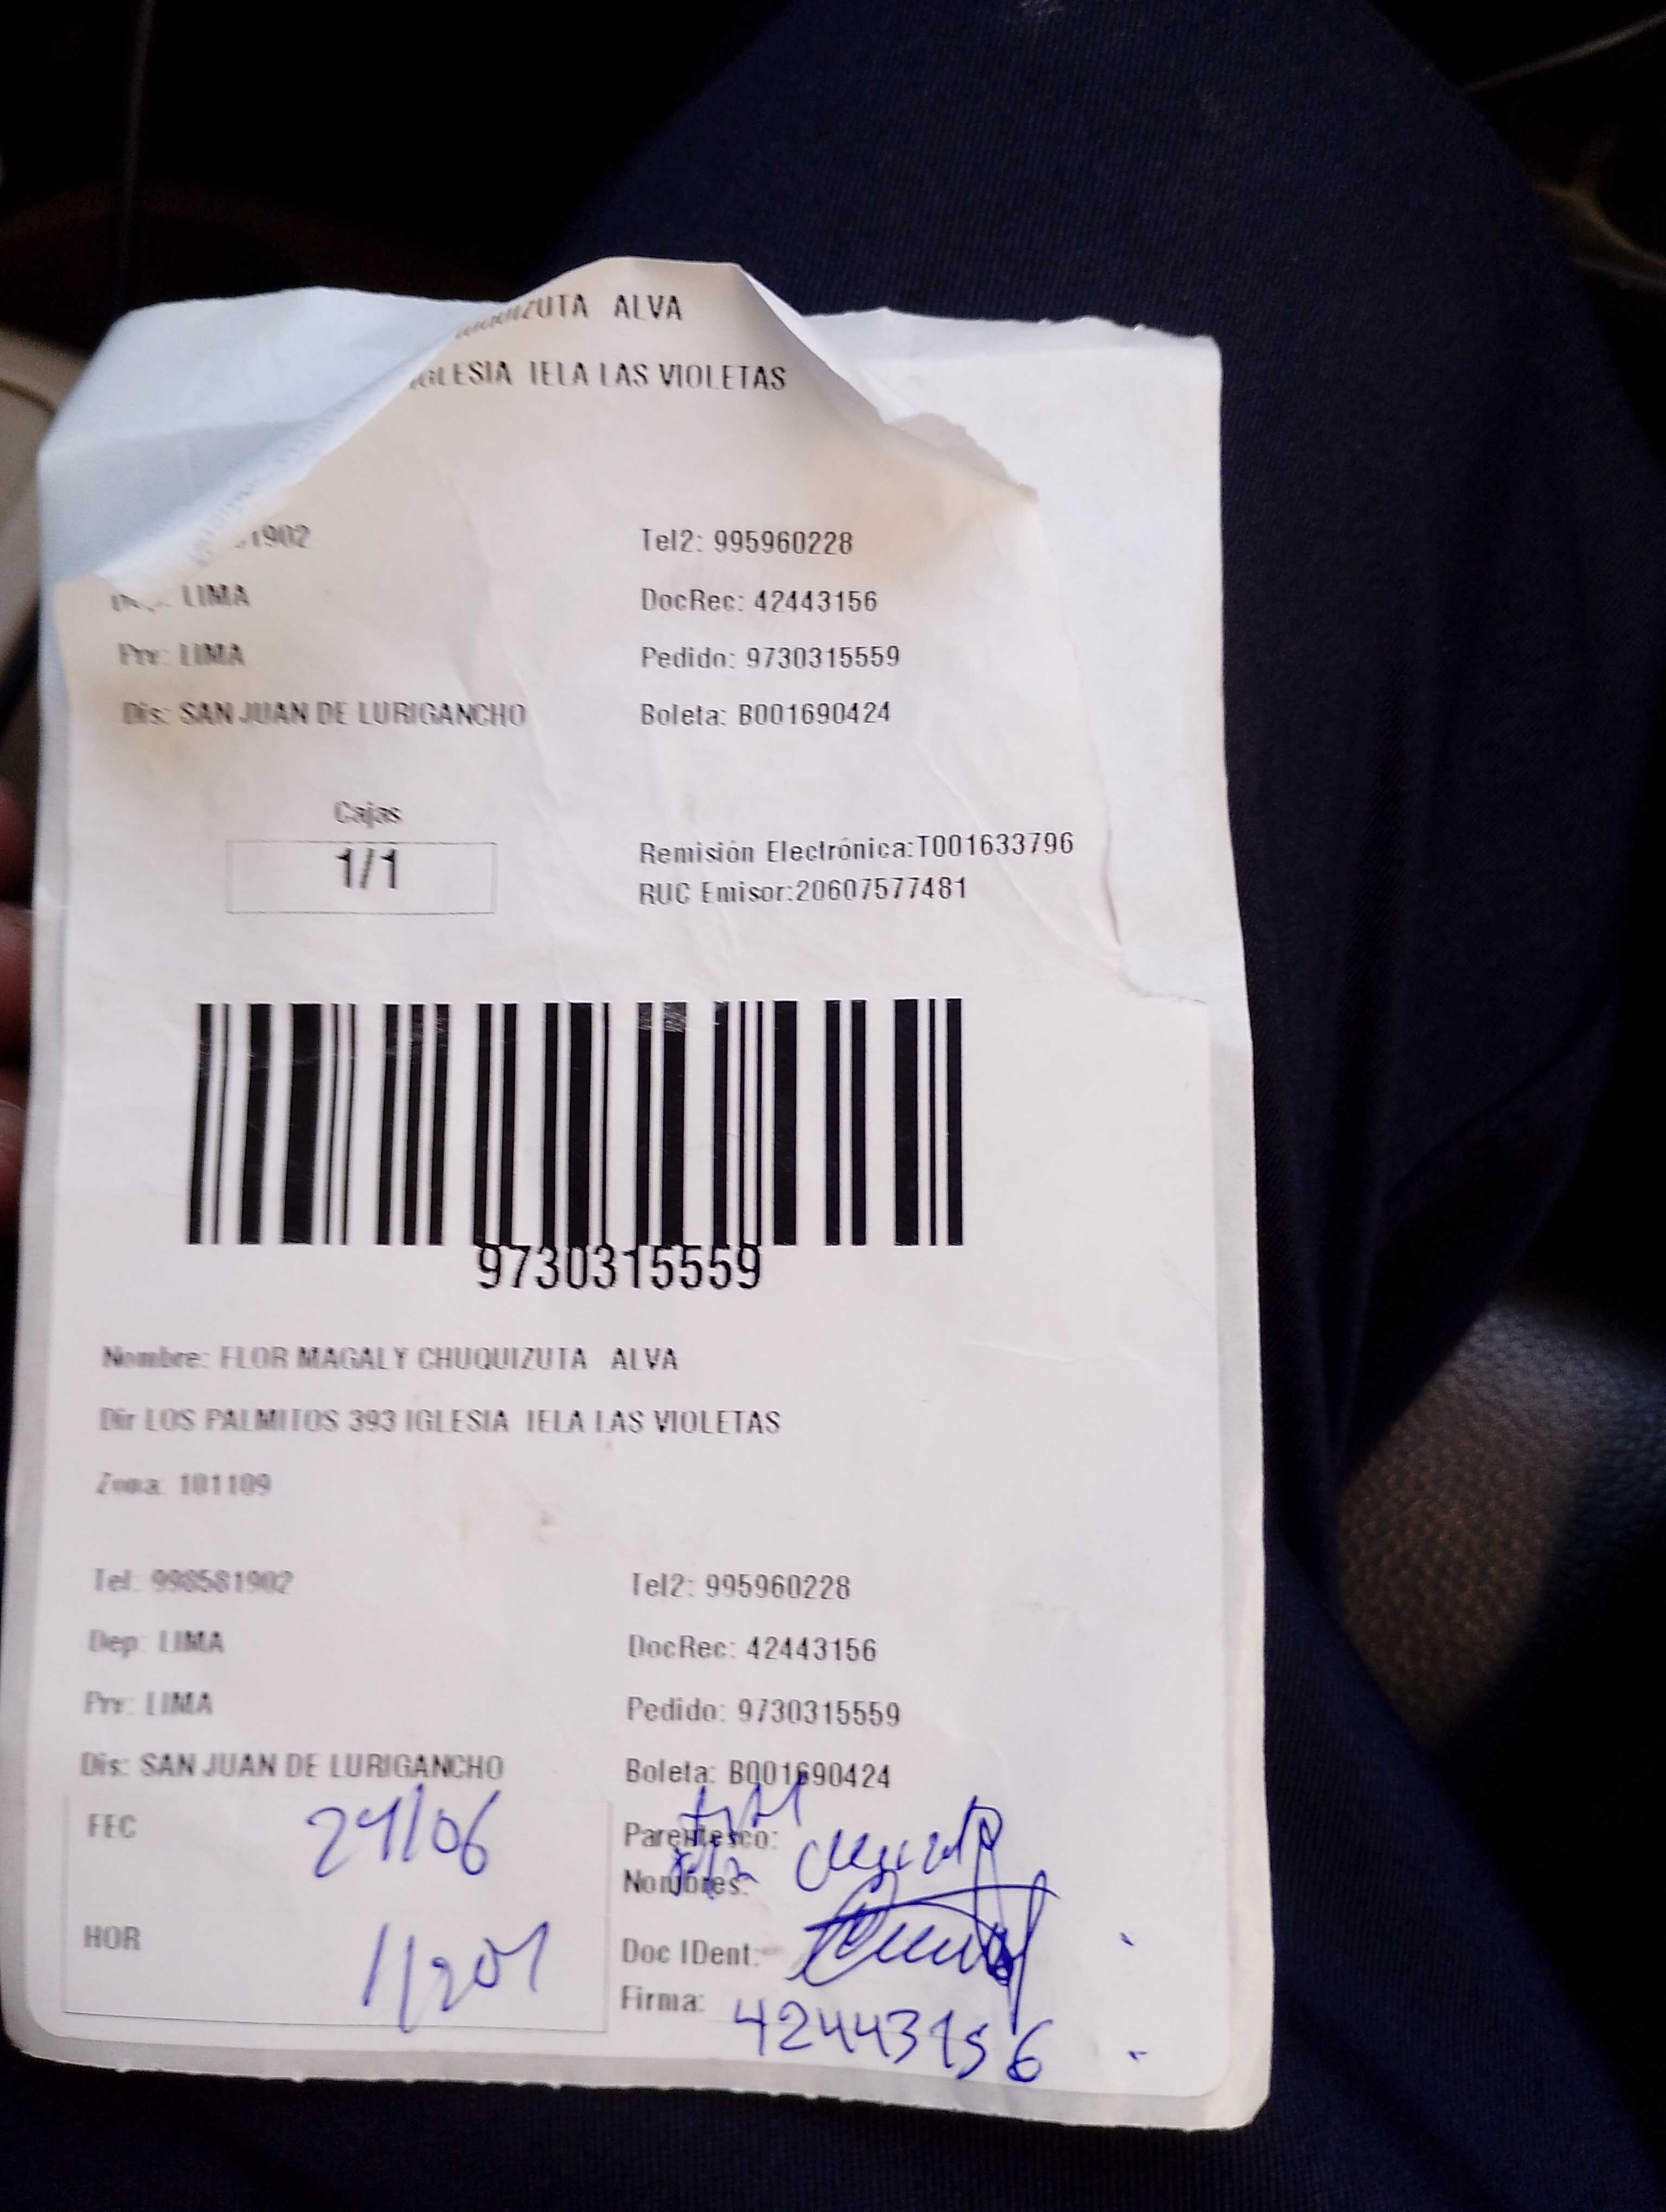 ZUTA ALVA
IGLESIA IELA LAS VIOLETAS
1902 Tel2: 995960228
LIMA DocRec: 42443156
Prv: LIMA Pedido: 9730315559
Dis: SAN JUAN DE LURIGANCHO Boleta: B001690424
Cajas
1/1
Remisión Electrónica:T001633796
RUC Emisor:20607577481
9730315559
Nombre: FLOR MAGALY CHUQUIZUTA ALVA
Dir LOS PALMITOS 393 IGLESIA IELA LAS VIOLETAS
Zona: 101109
Tel: 998581902 Tel2: 995960228
Dep: LIMA DocRec: 42443156
Prv: LIMA Pedido: 9730315559
Dis: SAN JUAN DE LURIGANCHO Boleta: B001690424
FEC
Parentesco:
Nombres:
HOR
Doc IDent:
Firma: 42443156